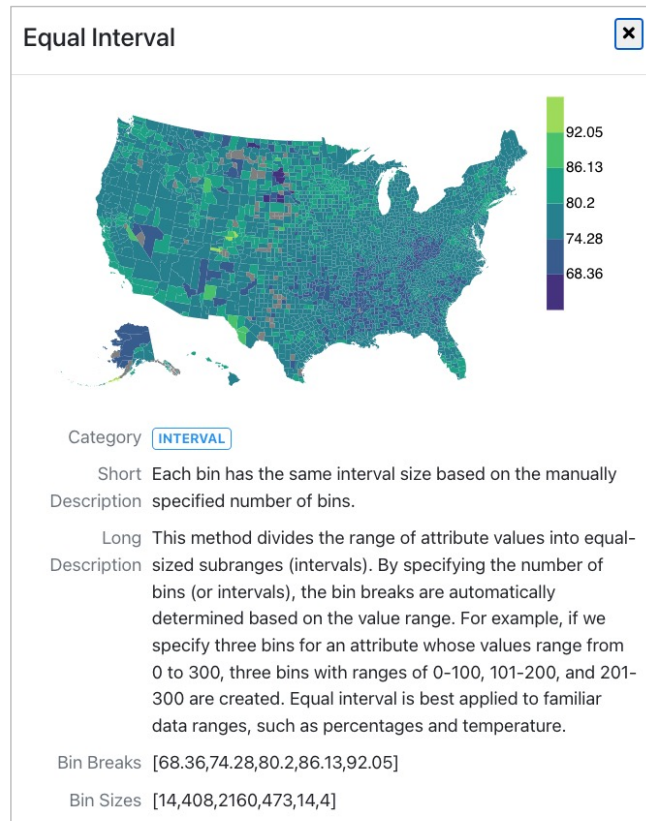 Equal Interval
92.05
86.13
80.2
74.28
68.36
Category INTERVAL
Short Description Each bin has the same interval size based on the manually
specified number of bins.
Long Description This method divides the range of attribute values into equal-
sized subranges (intervals). By specifying the number of
bins (or intervals), the bin breaks are automatically
determined based on the value range. For example, if we
specify three bins for an attribute whose values range from
0 to 300, three bins with ranges of 0-100, 101-200, and 201-
300 are created. Equal interval is best applied to familiar
data ranges, such as percentages and temperature.
Bin Breaks [68.36,74.28,80.2,86.13,92.05]
Bin Sizes [14,408,2160,473,14,4]